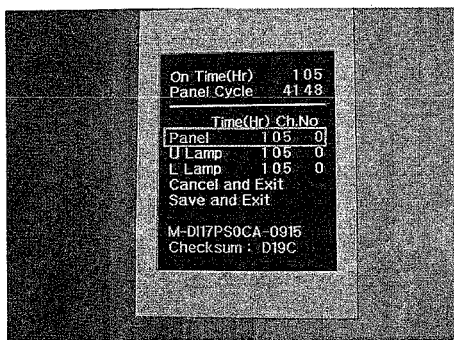 On Time(Hr) 105
Panel Cycle 4148
Time(Hr) Ch.No
Panel 105 0
U Lamp 105 0
L Lamp 105 0
Cancel and Exit
Save and Exit
M-DI17PS0CA-0915
Checksum : D19C